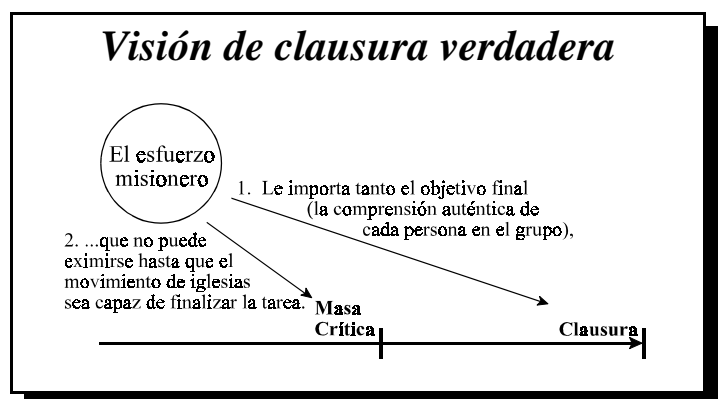 Visión de clausura verdadera
El esfuerzo
misionero
1. Le importa tanto el objetivo final
(la comprensión auténtica de
cada persona en el grupo),
2. ...que no puede
eximirse hasta que el
movimiento de iglesias
sea capaz de finalizar la tarea.
Masa
Crítica
Clausura